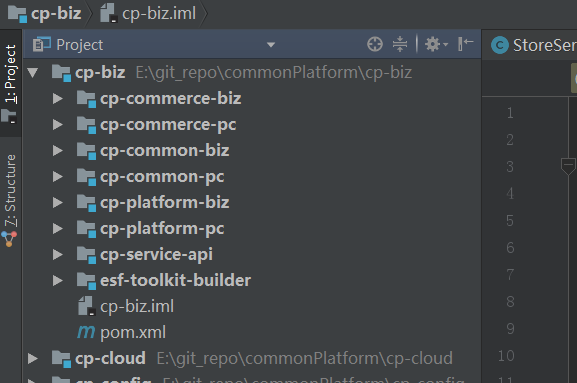 cp-biz cp-biz.iml
Project StoreSer
1: Project
7: Structure
cp-biz E:\git_repo\commonPlatform\cp-biz
cp-commerce-biz
cp-commerce-pc
cp-common-biz
cp-common-pc
cp-platform-biz
cp-platform-pc
cp-service-api
esf-toolkit-builder
cp-biz.iml
pom.xml
cp-cloud E:\git_repo\commonPlatform\cp-cloud
cp-config E:\git_repo\commonPlatform\cp-config
1
2
3
4
5
6
7
8
9
10
11